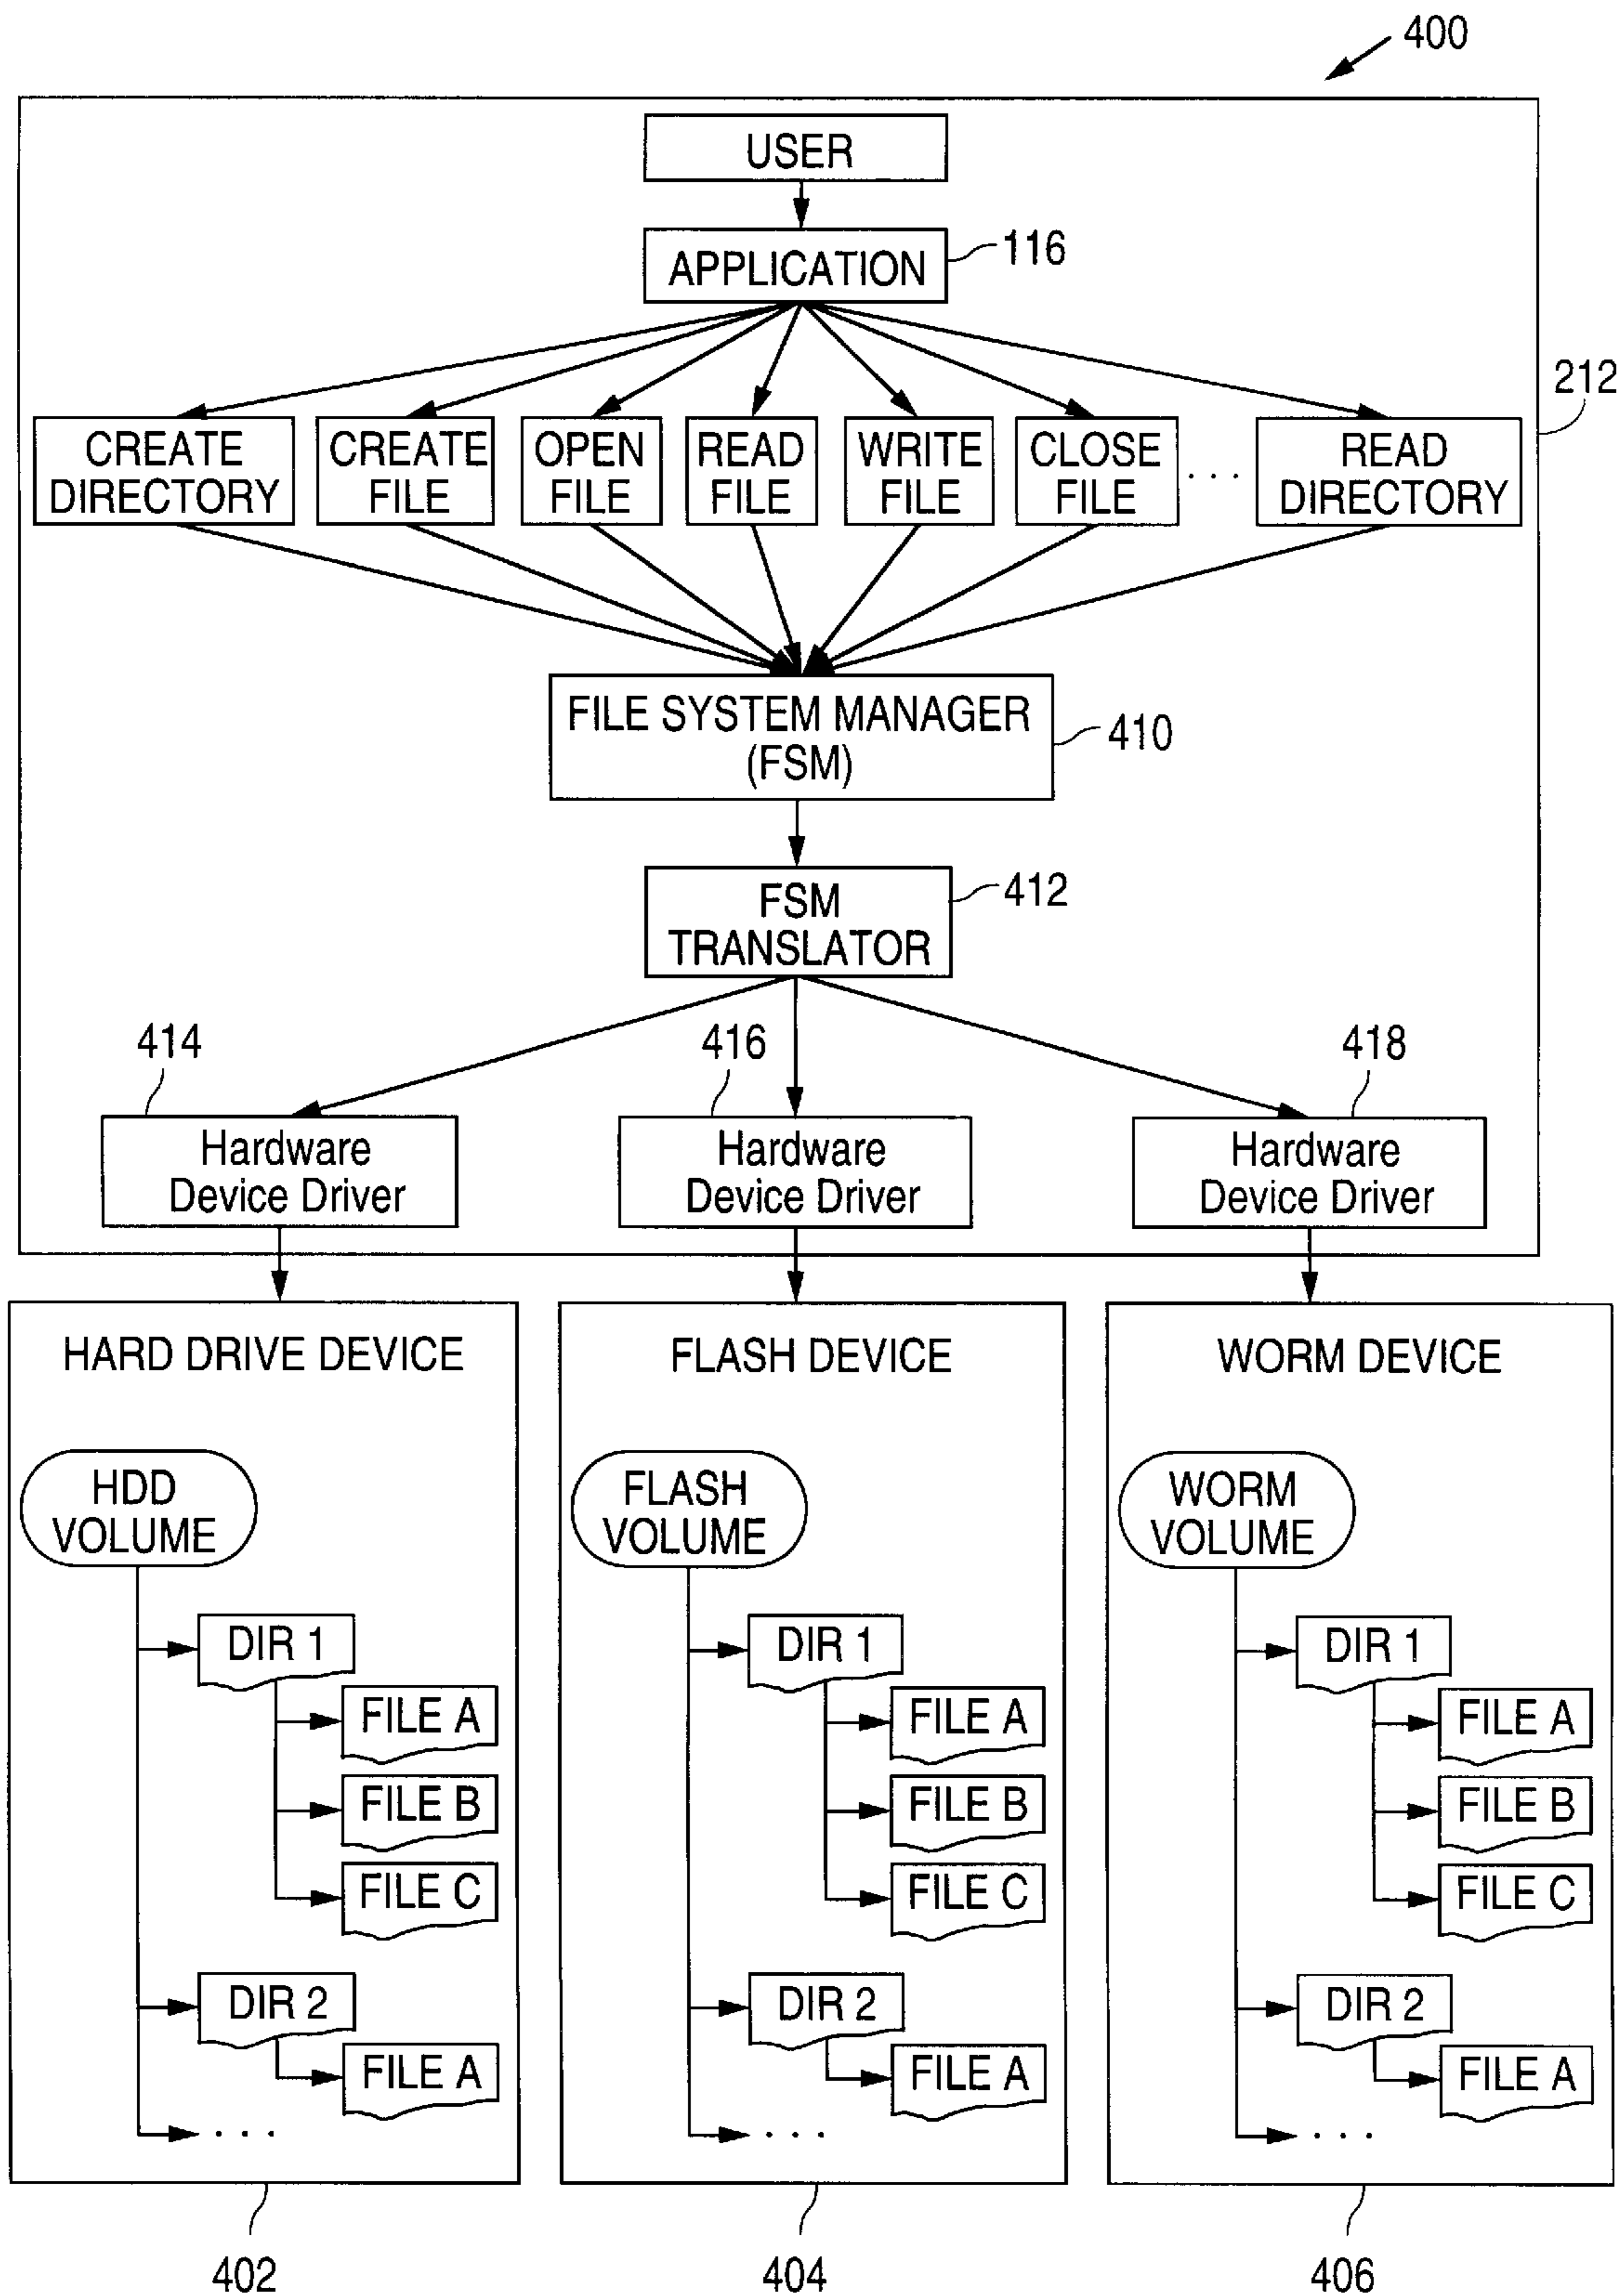 400
USER
APPLICATION
116
212
CREATE
DIRECTORY
CREATE
FILE
OPEN
FILE
READ
FILE
WRITE
FILE
CLOSE
FILE
. . .
READ
DIRECTORY
FILE SYSTEM MANAGER
(FSM)
410
FSM
TRANSLATOR
412
414
416
418
Hardware
Device Driver
Hardware
Device Driver
Hardware
Device Driver
HARD DRIVE DEVICE
HDD
VOLUME
DIR 1
FILE A
FILE B
FILE C
DIR 2
FILE A
. . .
402
FLASH DEVICE
FLASH
VOLUME
DIR 1
FILE A
FILE B
FILE C
DIR 2
FILE A
. . .
404
WORM DEVICE
WORM
VOLUME
DIR 1
FILE A
FILE B
FILE C
DIR 2
FILE A
. . .
406